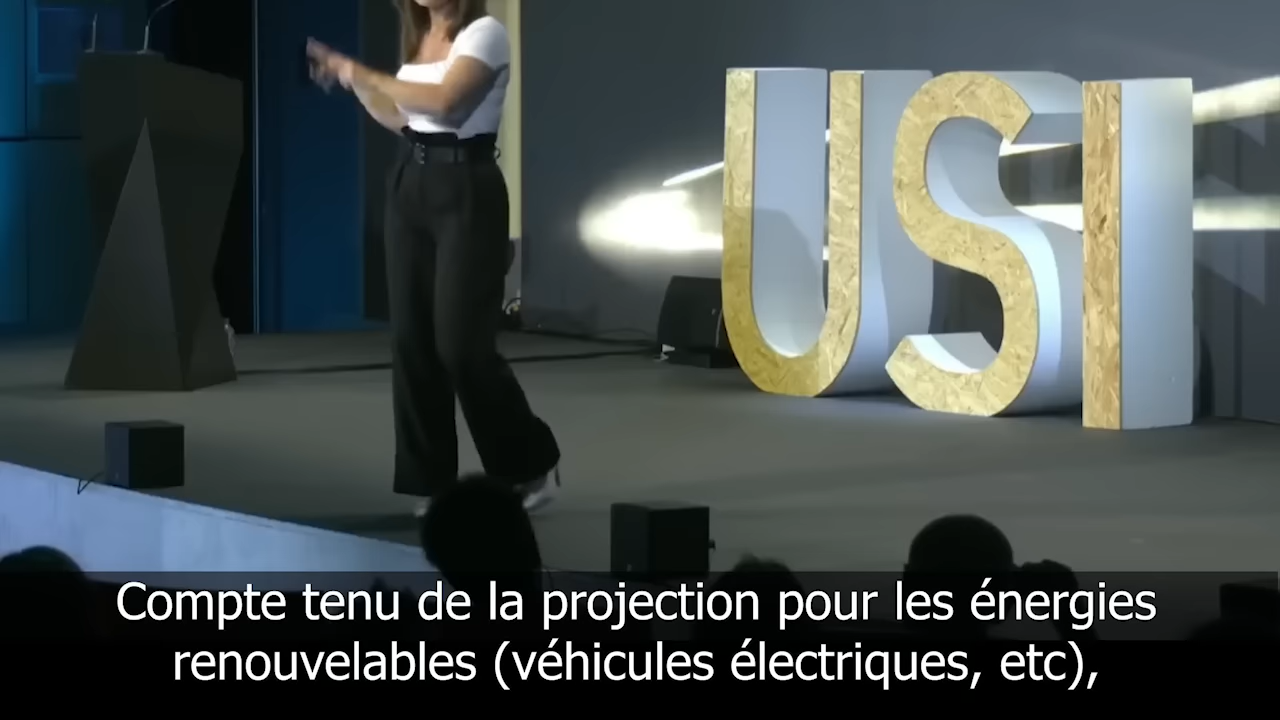 USI
Compte tenu de la projection pour les énergies
renouvelables (véhicules électriques, etc),